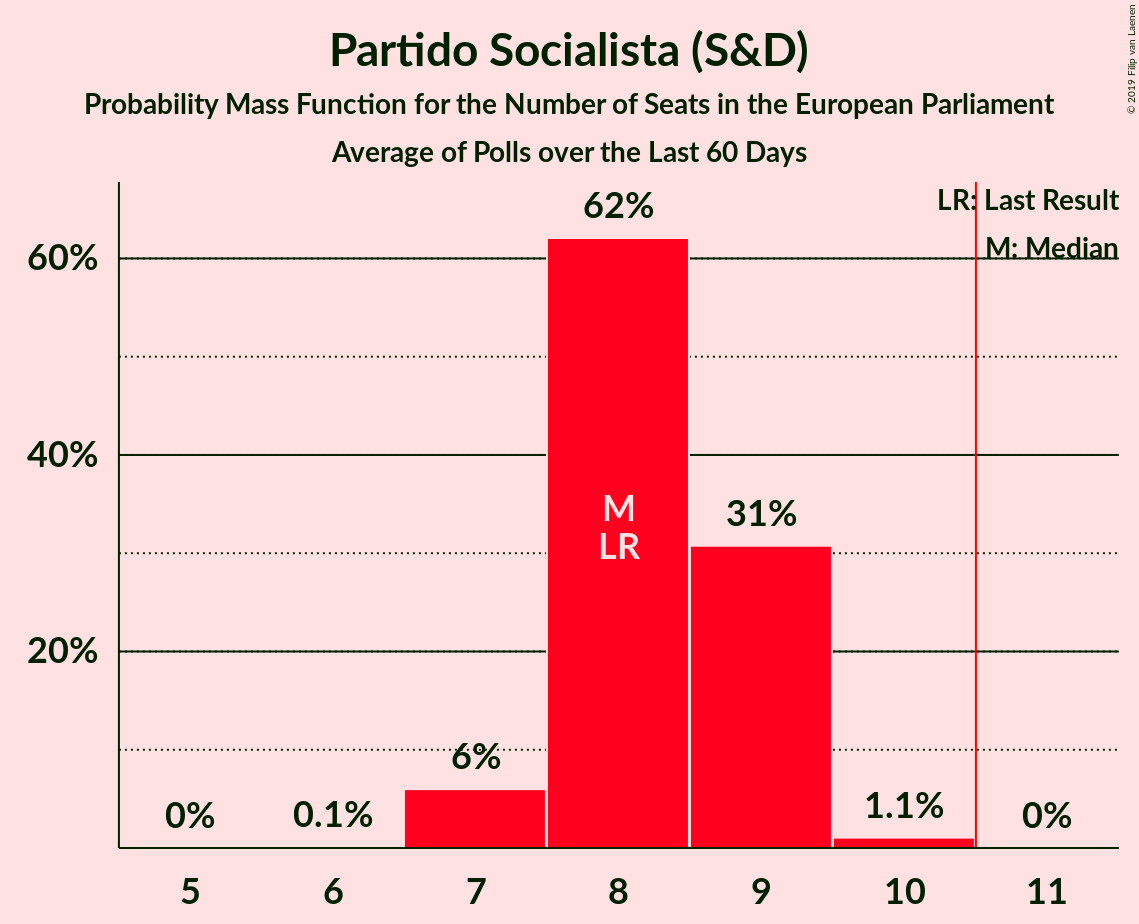 Partido Socialista (S&D)
Probability Mass Function for the Number of Seats in the European Parliament
Average of Polls over the Last 60 Days
© 2019 Filip van Laenen
LR: Last Result
M: Median
60%
40%
20%
0%
0.1%
6%
62%
M
LR
31%
1.1%
0%
5 6 7 8 9 10 11